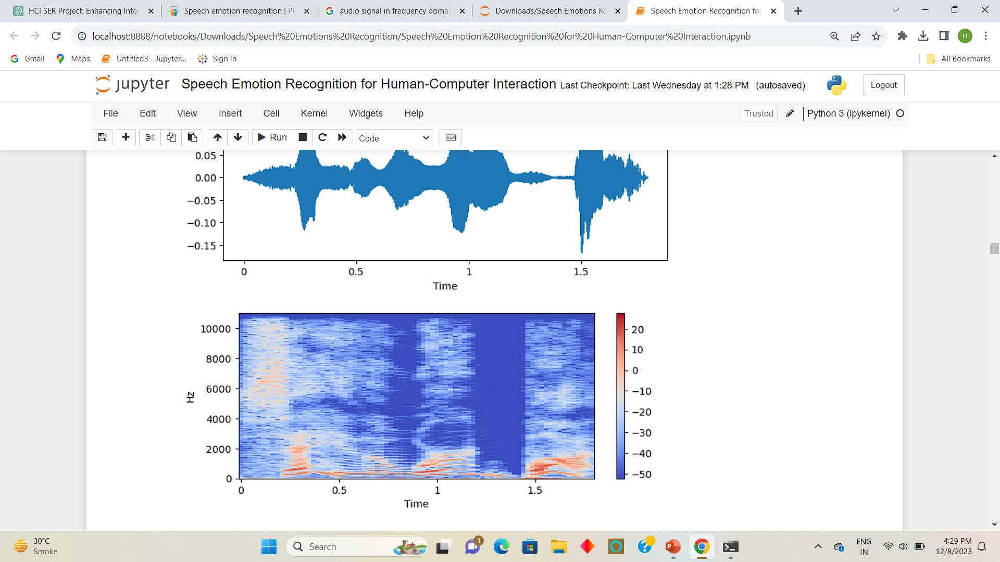 HCI SER Project: Enhancing Inter
Speech emotion recognition | PP
audio signal in frequency domai
Downloads/Speech Emotions Re
Speech Emotion Recognition for
localhost:8888/notebooks/Downloads/Speech%20Emotions%20Recognition/Speech%20Emotion%20Recognition%20for%20Human-Computer%20Interaction.ipynb
H
Gmail
Maps
Untitled3 - Jupyter...
Sign In
All Bookmarks
jupyter
Speech Emotion Recognition for Human-Computer Interaction
Last Checkpoint: Last Wednesday at 1:28 PM (autosaved)
Logout
File Edit View Insert Cell Kernel Widgets Help
Trusted
Python 3 (ipykernel)
Run
Code
0.05
0.00
−0.05
−0.10
−0.15
0 0.5 1 1.5
Time
10000
8000
6000
4000
2000
0
Hz
0 0.5 1 1.5
Time
20
10
0
−10
−20
−30
−40
−50
30°C
Smoke
Search
1
ENG
IN
4:29 PM
12/8/2023